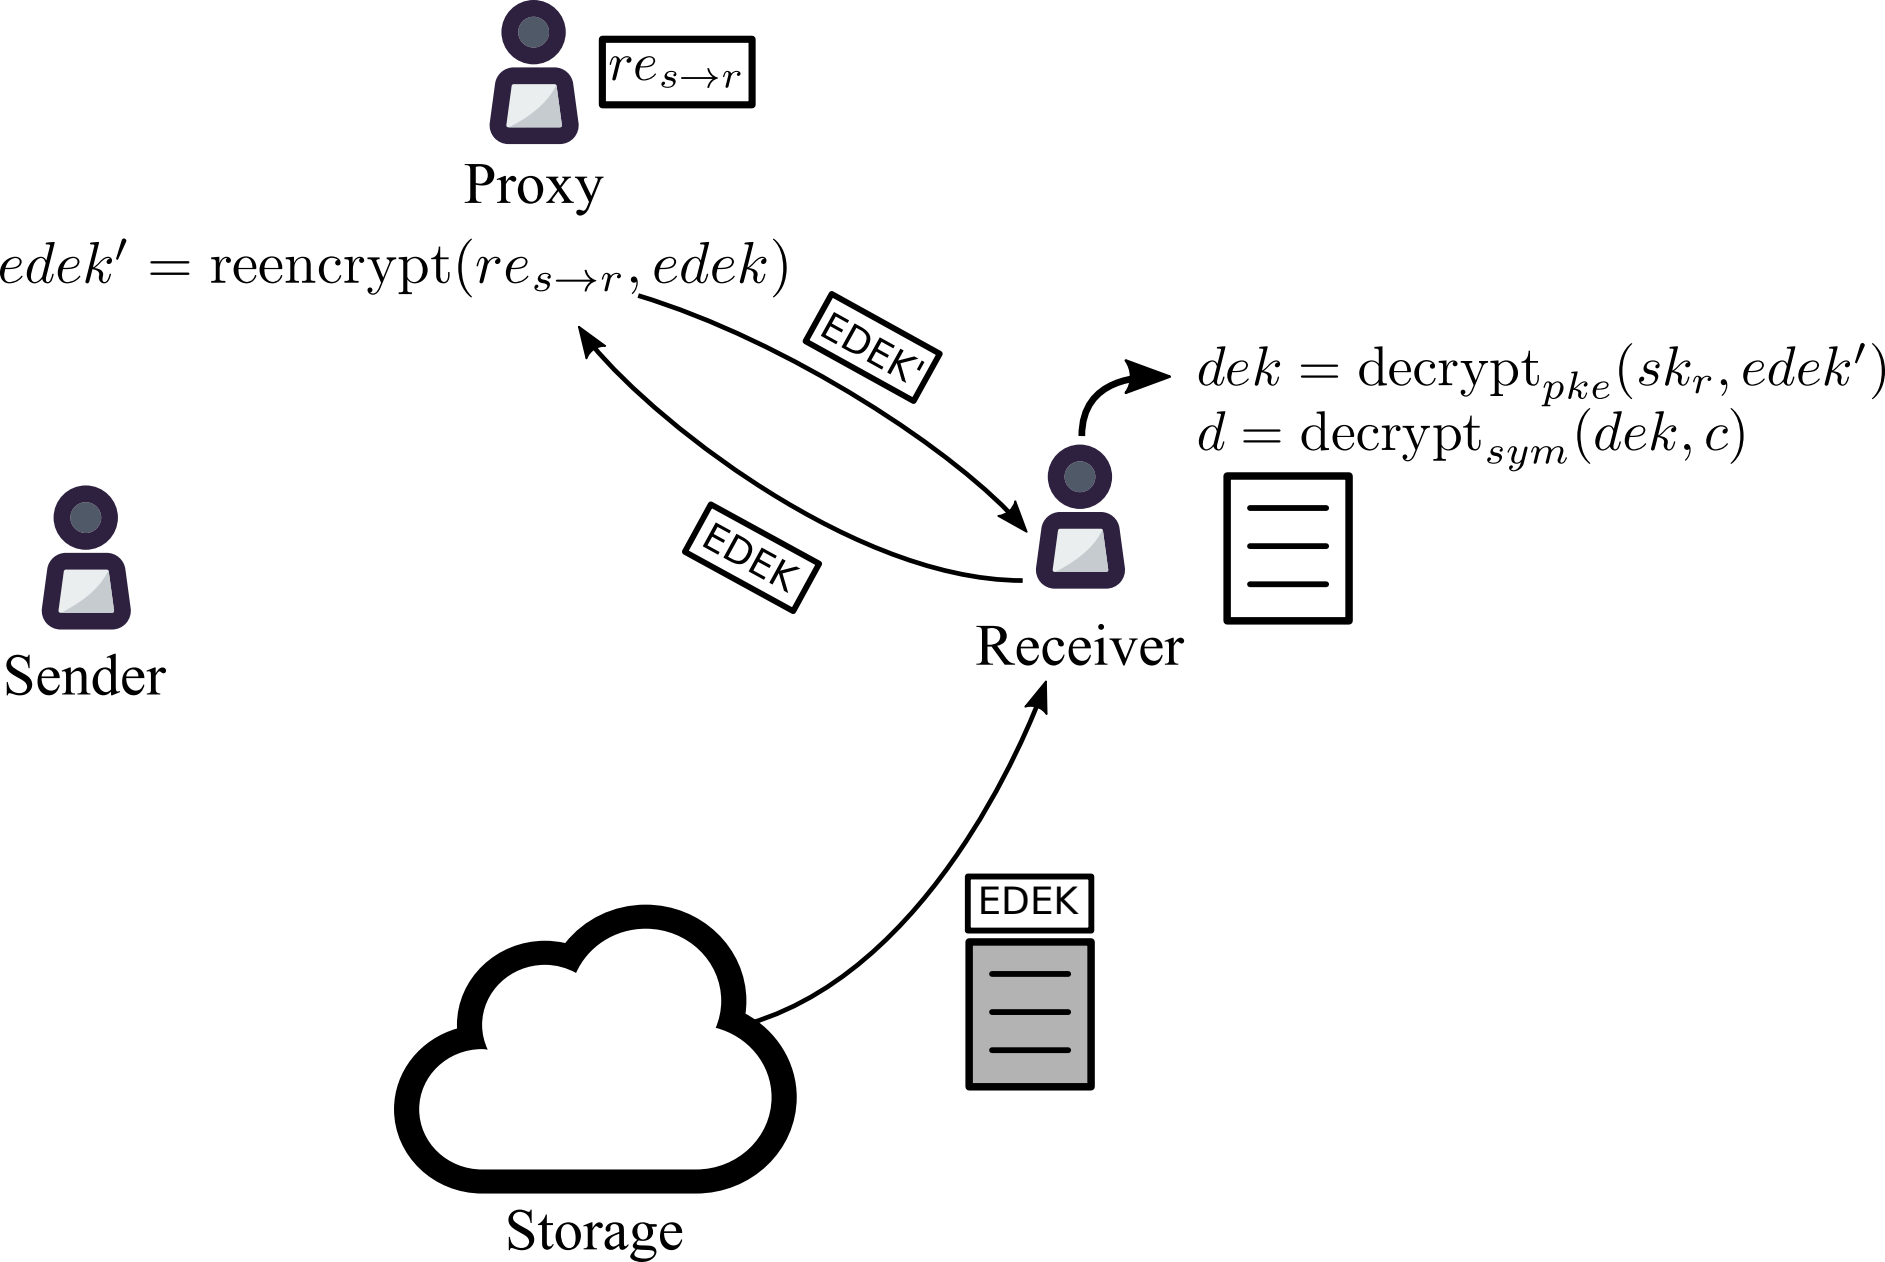 re_{s→r}
Proxy
edek′ = reencrypt(re_{s→r}, edek)
EDEK'
dek = decrypt_{pke}(sk_r, edek′)
d = decrypt_{sym}(dek, c)
EDEK
Sender
Receiver
EDEK
Storage